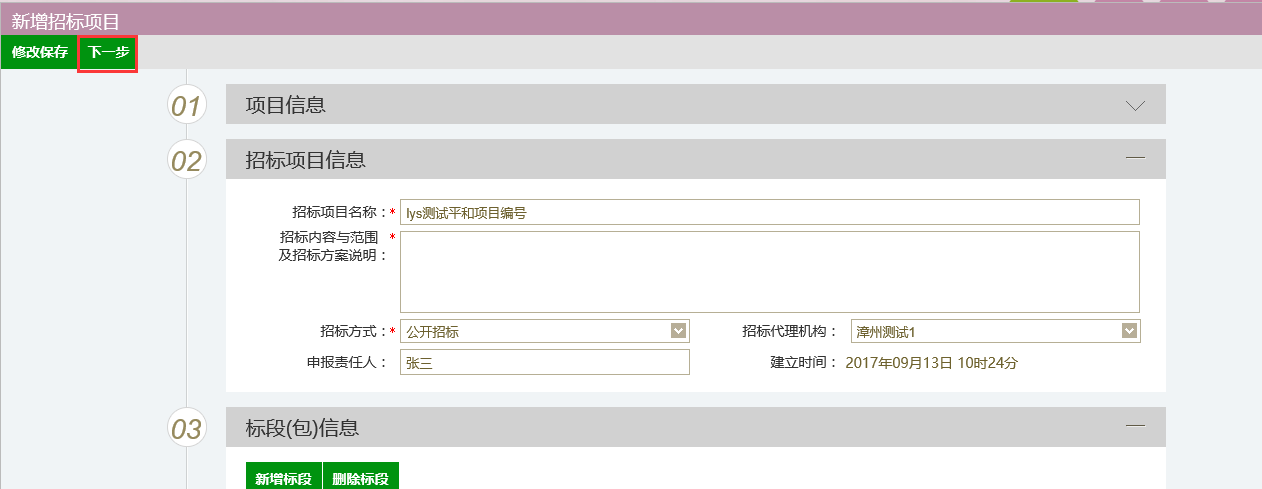 新增招标项目
修改保存 下一步
01 项目信息
02 招标项目信息
招标项目名称：* lys测试平和项目编号
招标内容与范围 *
及招标方案说明：
招标方式：* 公开招标 招标代理机构： 漳州测试1
申报责任人： 张三 建立时间： 2017年09月13日 10时24分
03 标段(包)信息
新增标段 删除标段